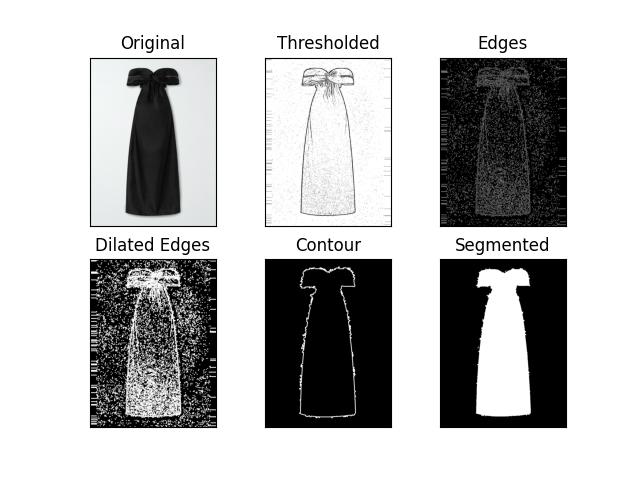 Original
Thresholded
Edges
Dilated Edges
Contour
Segmented